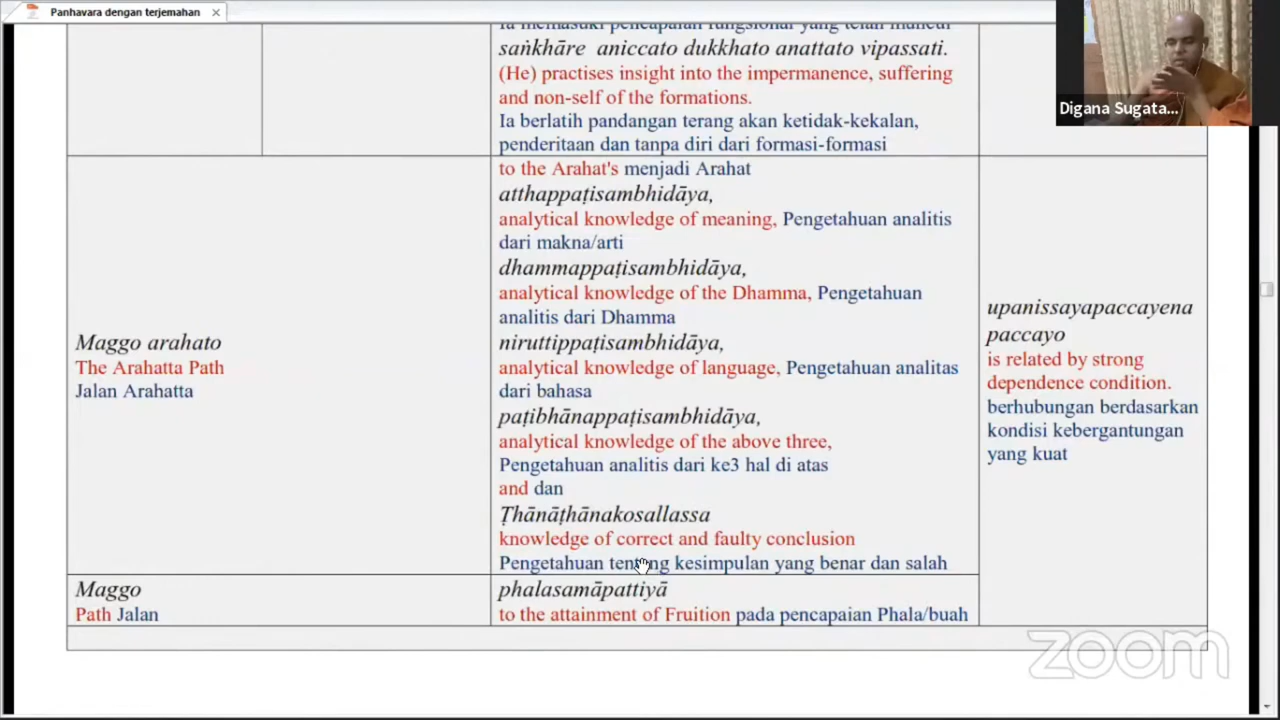 Panhavara dengan terjemahan
Digana Sugata...
Ia memasuki pencapaian fungsional yang telah muncul
saṅkhāre aniccato dukkhato anattato vipassati.
(He) practises insight into the impermanence, suffering
and non-self of the formations.
Ia berlatih pandangan terang akan ketidak-kekalan,
penderitaan dan tanpa diri dari formasi-formasi
Maggo arahato
The Arahatta Path
Jalan Arahatta
to the Arahat's menjadi Arahat
atthappaṭisambhidāya,
analytical knowledge of meaning, Pengetahuan analitis
dari makna/arti
dhammappaṭisambhidāya,
analytical knowledge of the Dhamma, Pengetahuan
analitis dari Dhamma
niruttippaṭisambhidāya,
analytical knowledge of language, Pengetahuan analitas
dari bahasa
paṭibhānappaṭisambhidāya,
analytical knowledge of the above three,
Pengetahuan analitis dari ke3 hal di atas
and dan
Ṭhānāṭhānakosallassa
knowledge of correct and faulty conclusion
Pengetahuan tentang kesimpulan yang benar dan salah
upanissayapaccayena
paccayo
is related by strong
dependence condition.
berhubungan berdasarkan
kondisi kebergantungan
yang kuat
Maggo
Path Jalan
phalasamāpattiyā
to the attainment of Fruition pada pencapaian Phala/buah
zoom